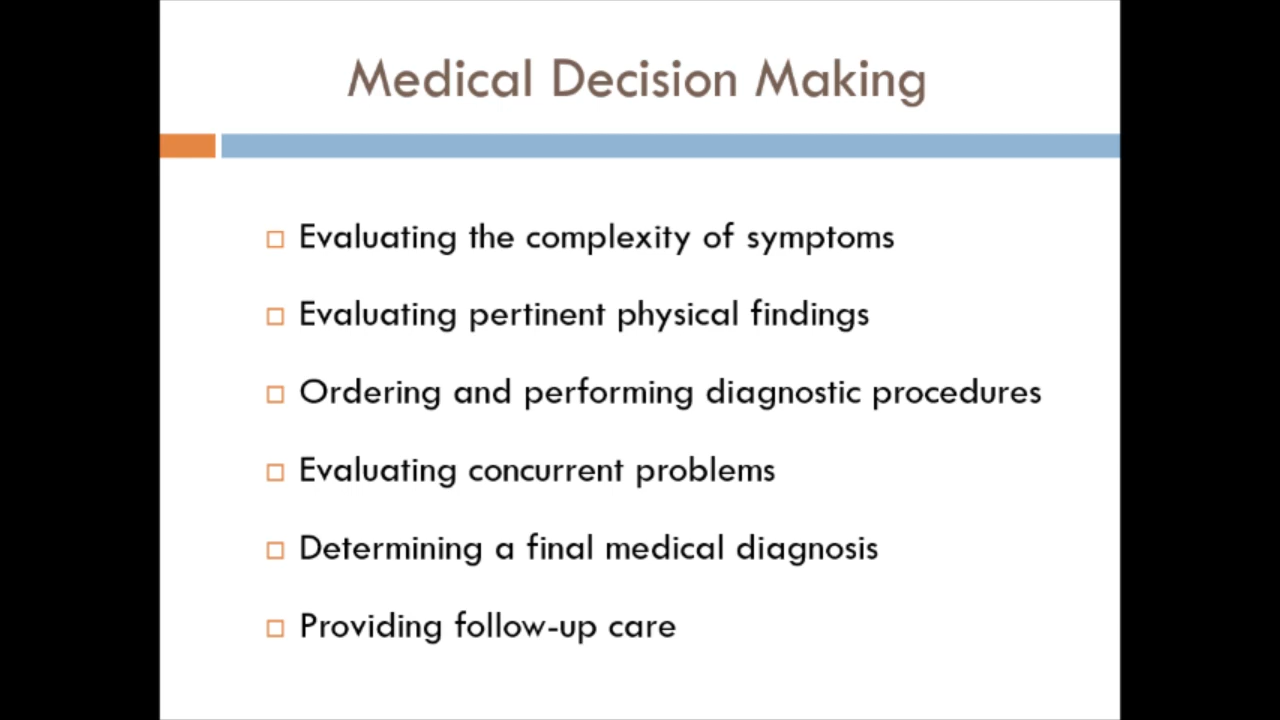 Medical Decision Making
Evaluating the complexity of symptoms
Evaluating pertinent physical findings
Ordering and performing diagnostic procedures
Evaluating concurrent problems
Determining a final medical diagnosis
Providing follow-up care